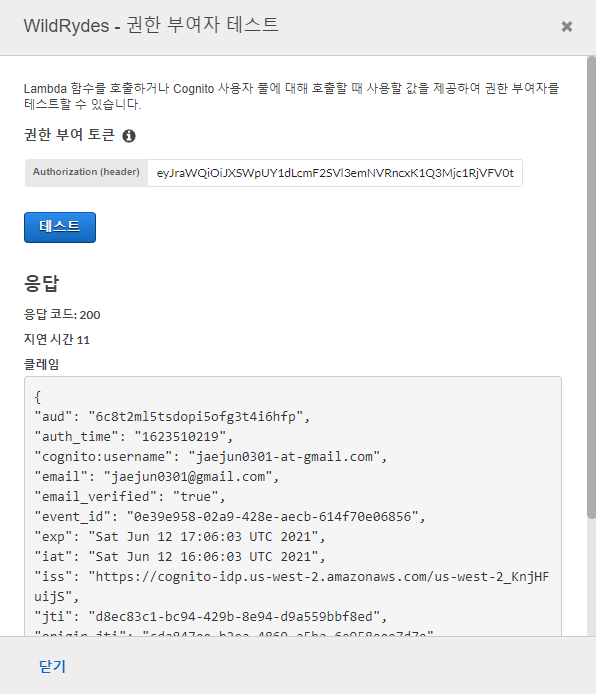 WildRydes - 권한 부여자 테스트
Lambda 함수를 호출하거나 Cognito 사용자 풀에 대해 호출할 때 사용할 값을 제공하여 권한 부여자를
테스트할 수 있습니다.
권한 부여 토큰
Authorization (header) eyJraWQiOiJXSWpUY1dLcmF2SVl3emNVRncxK1Q3Mjc1RjVFV0t
테스트
응답
응답 코드: 200
지연 시간 11
클레임
{
"aud": "6c8t2ml5tsdopi5ofg3t4i6hfp",
"auth_time": "1623510219",
"cognito:username": "jaejun0301-at-gmail.com",
"email": "jaejun0301@gmail.com",
"email_verified": "true",
"event_id": "0e39e958-02a9-428e-aecb-614f70e06856",
"exp": "Sat Jun 12 17:06:03 UTC 2021",
"iat": "Sat Jun 12 16:06:03 UTC 2021",
"iss": "https://cognito-idp.us-west-2.amazonaws.com/us-west-2_KnjHF
uijS",
"jti": "d8ec83c1-bc94-429b-8e94-d9a559bbf8ed",
"origin_jti":
닫기